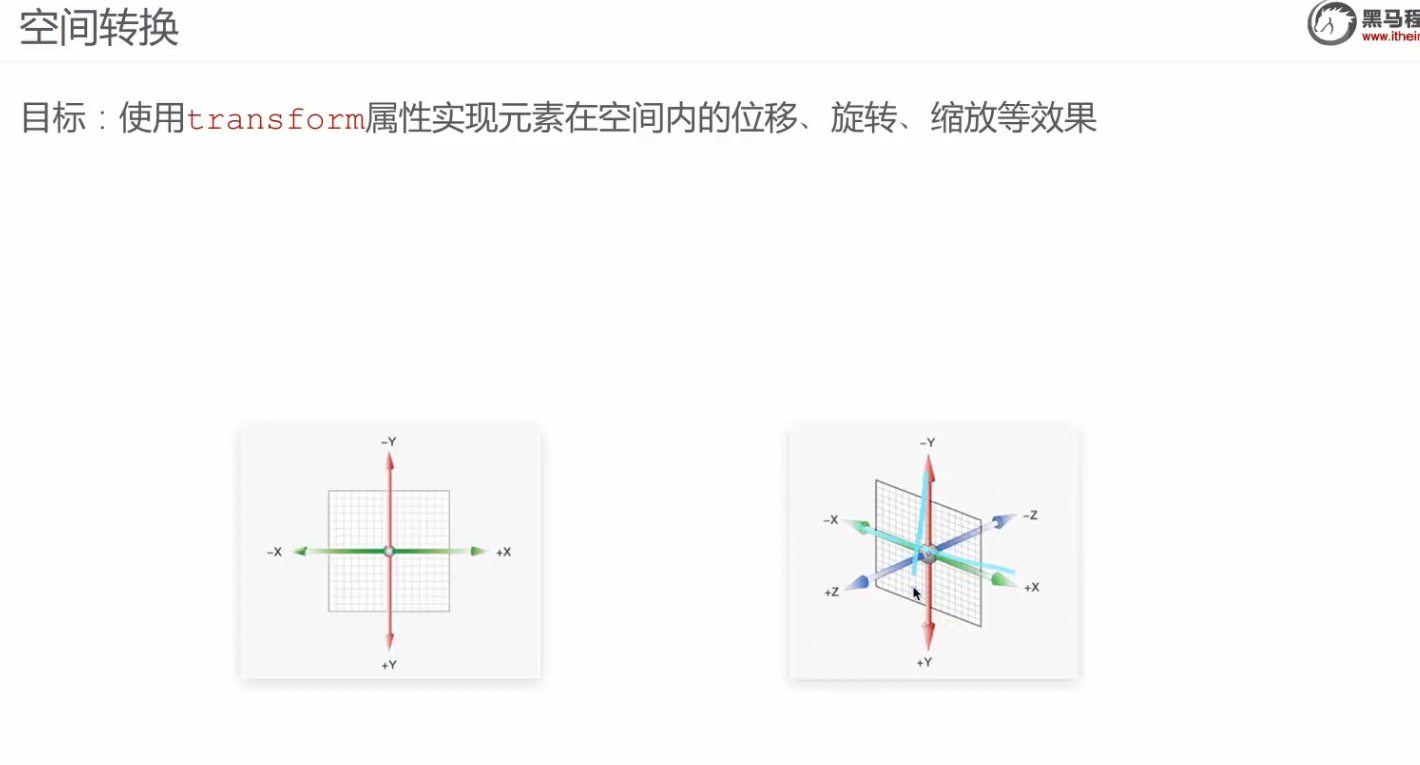 空间转换
黑马程
www.ithei
目标：使用transform属性实现元素在空间内的位移、旋转、缩放等效果
-Y
-X
+X
+Y
-Y
-X
-Z
+Z
+X
+Y